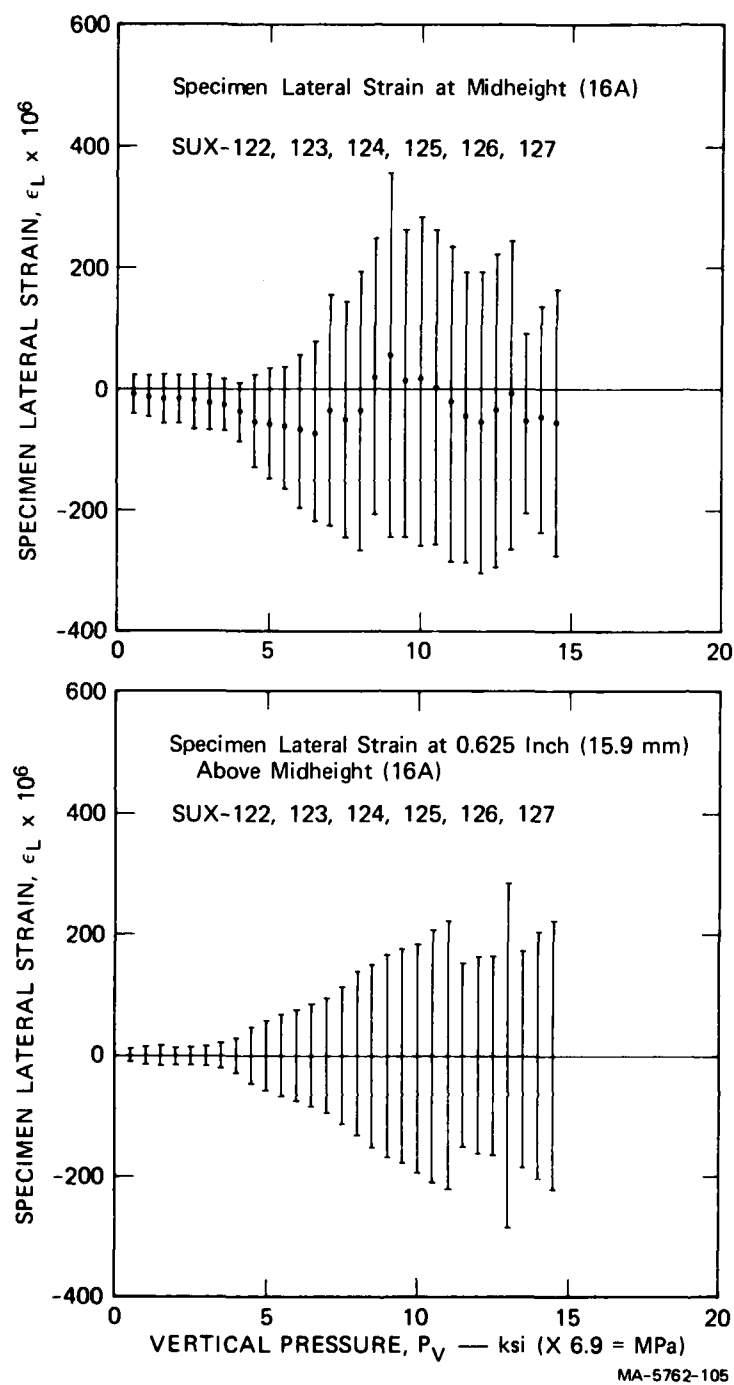 600
Specimen Lateral Strain at Midheight (16A)
SUX-122, 123, 124, 125, 126, 127
400
200
0
-200
-400
0 5 10 15 20
SPECIMEN LATERAL STRAIN, ϵL x 10⁶
600
Specimen Lateral Strain at 0.625 Inch (15.9 mm)
Above Midheight (16A)
SUX-122, 123, 124, 125, 126, 127
400
200
0
-200
-400
0 5 10 15 20
SPECIMEN LATERAL STRAIN, ϵL x 10⁶
VERTICAL PRESSURE, PV — ksi (X 6.9 = MPa)
MA-5762-105